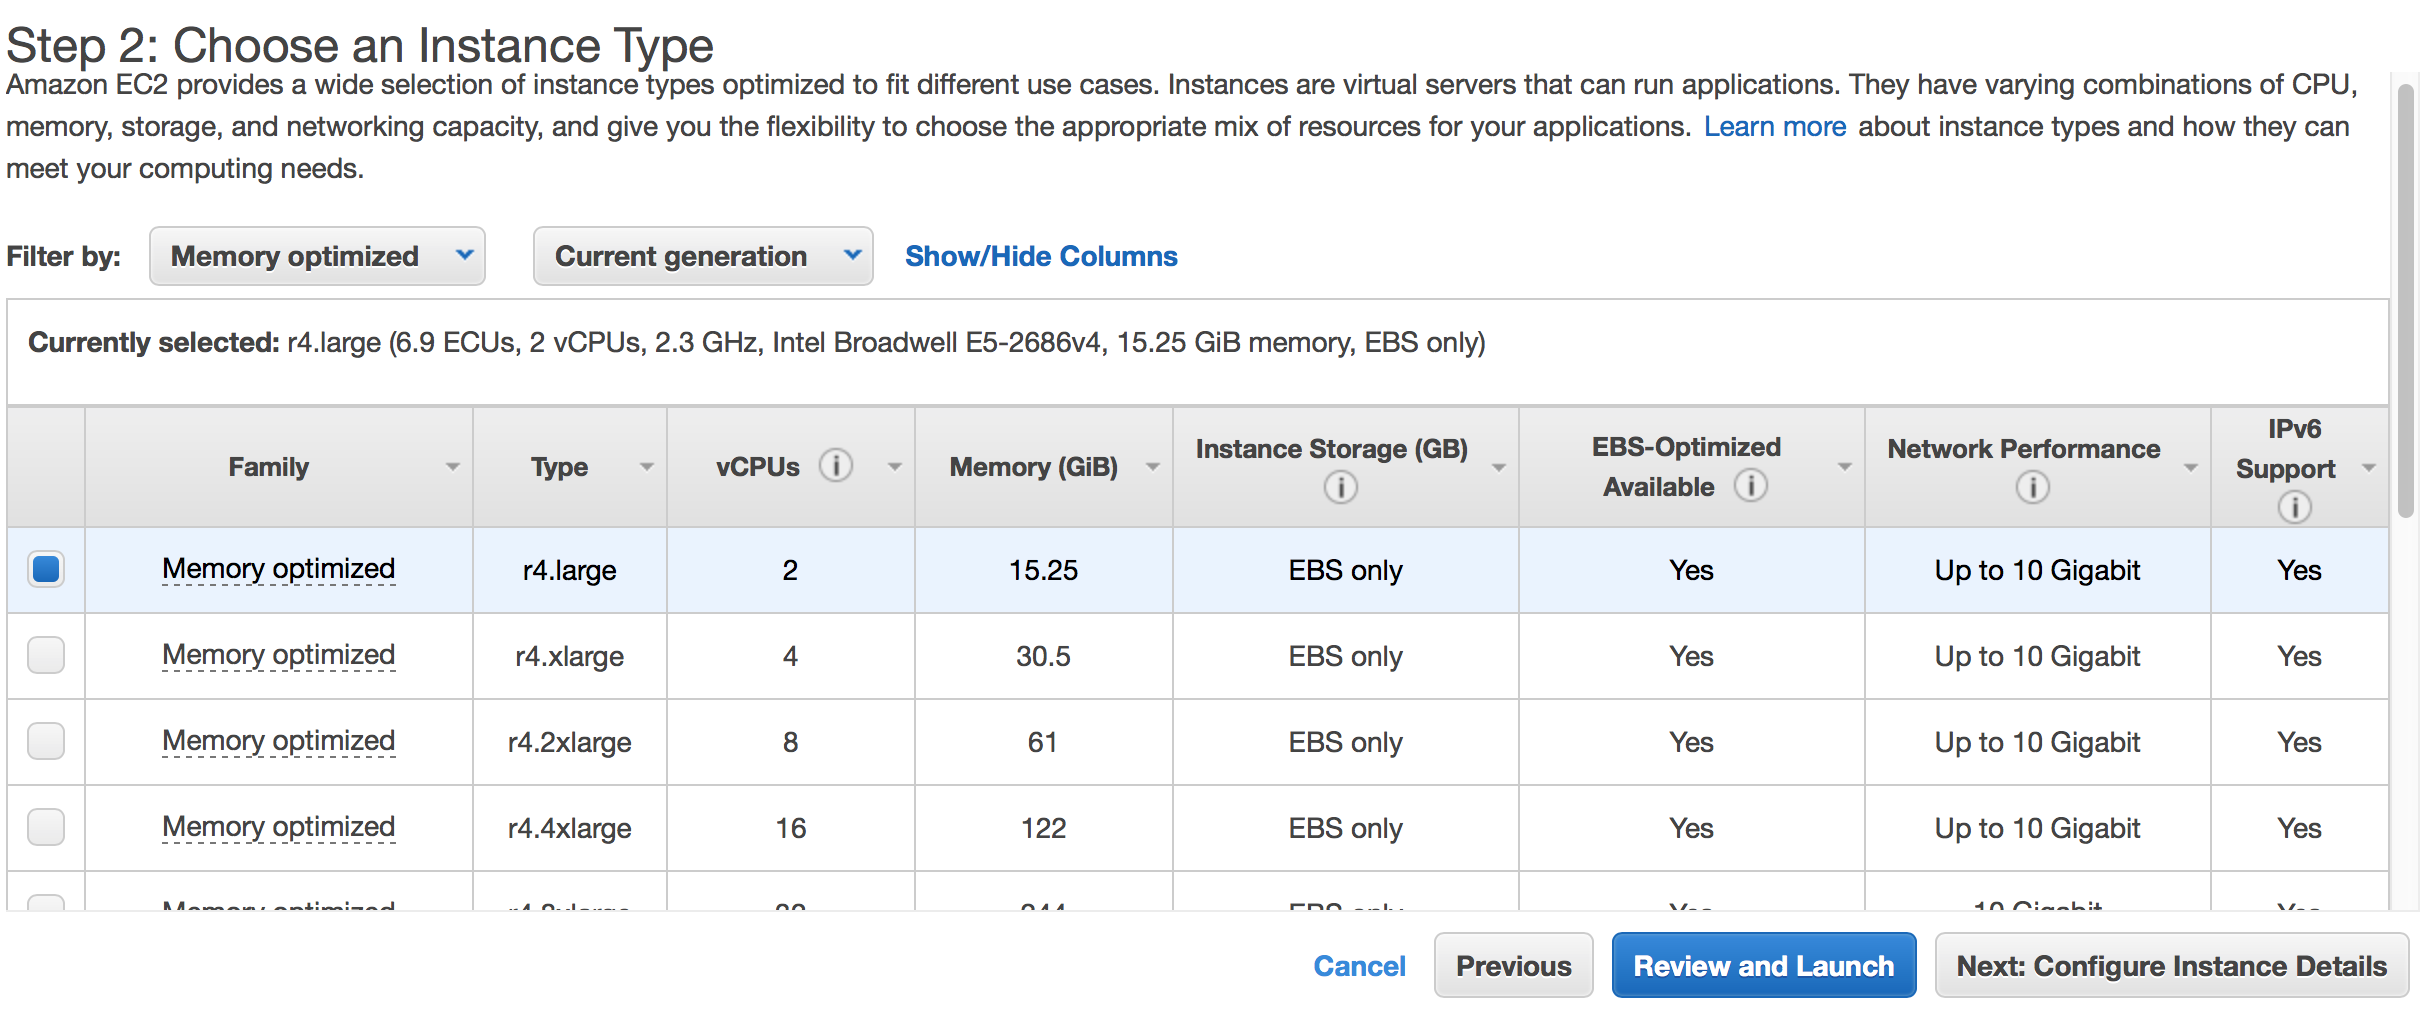 Step 2: Choose an Instance Type
Amazon EC2 provides a wide selection of instance types optimized to fit different use cases. Instances are virtual servers that can run applications. They have varying combinations of CPU,
memory, storage, and networking capacity, and give you the flexibility to choose the appropriate mix of resources for your applications. Learn more about instance types and how they can
meet your computing needs.
Filter by: Memory optimized Current generation Show/Hide Columns
Currently selected: r4.large (6.9 ECUs, 2 vCPUs, 2.3 GHz, Intel Broadwell E5-2686v4, 15.25 GiB memory, EBS only)
Family Type vCPUs Memory (GiB) Instance Storage (GB) EBS-Optimized Available Network Performance IPv6 Support
Memory optimized r4.large 2 15.25 EBS only Yes Up to 10 Gigabit Yes
Memory optimized r4.xlarge 4 30.5 EBS only Yes Up to 10 Gigabit Yes
Memory optimized r4.2xlarge 8 61 EBS only Yes Up to 10 Gigabit Yes
Memory optimized r4.4xlarge 16 122 EBS only Yes Up to 10 Gigabit Yes
Memory optimized EBS only Yes 10 Gigabit Yes
Cancel Previous Review and Launch Next: Configure Instance Details